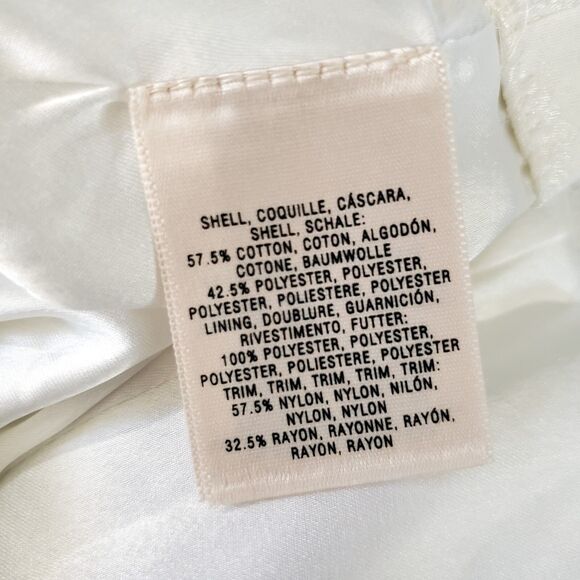 SHELL, COQUILLE, CÁSCARA,
SHELL, SCHALE:
57.5% COTTON, COTON, ALGODÓN,
COTONE, BAUMWOLLE
42.5% POLYESTER, POLYESTER,
POLYESTER, POLIESTERE, POLYESTER
LINING, DOUBLURE, GUARNICIÓN,
RIVESTIMENTO, FUTTER:
100% POLYESTER, POLYESTER,
POLYESTER, POLIESTERE, POLYESTER
TRIM, TRIM, TRIM, TRIM, TRIM:
57.5% NYLON, NYLON, NILÓN,
NYLON, NYLON
32.5% RAYON, RAYONNE, RAYÓN,
RAYON, RAYON